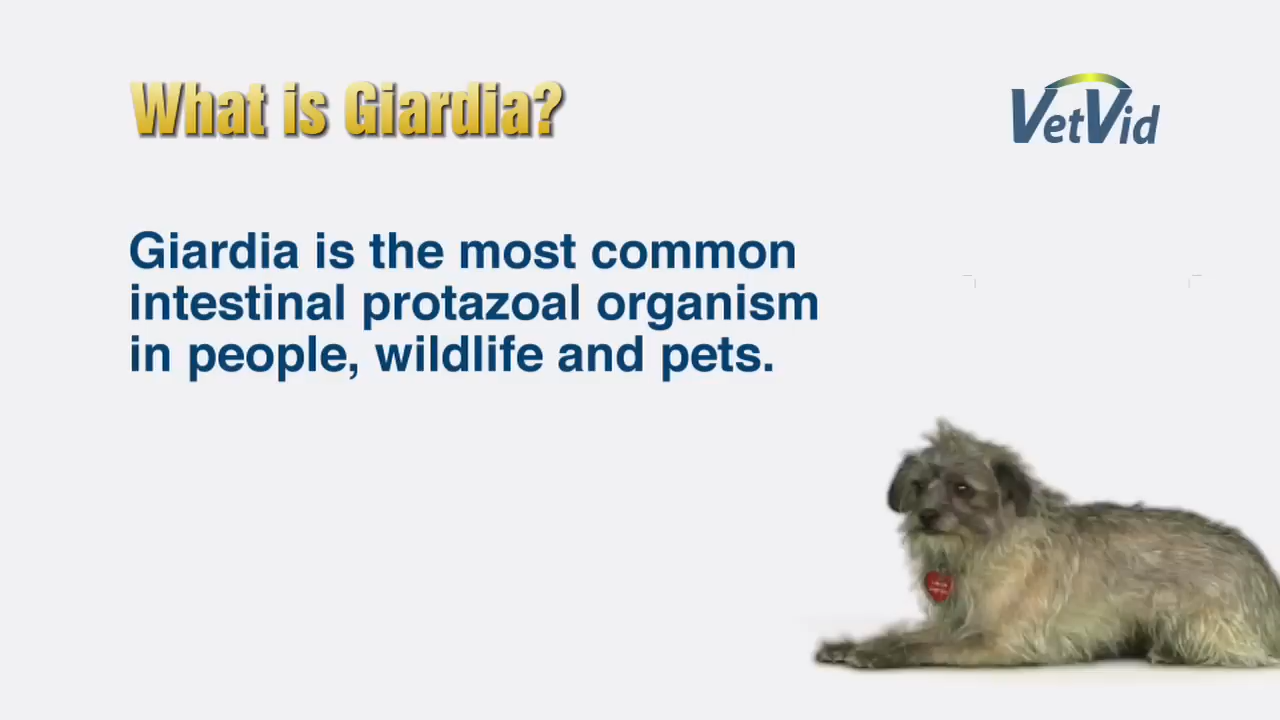 What is Giardia?
VetVid
Giardia is the most common
intestinal protazoal organism
in people, wildlife and pets.